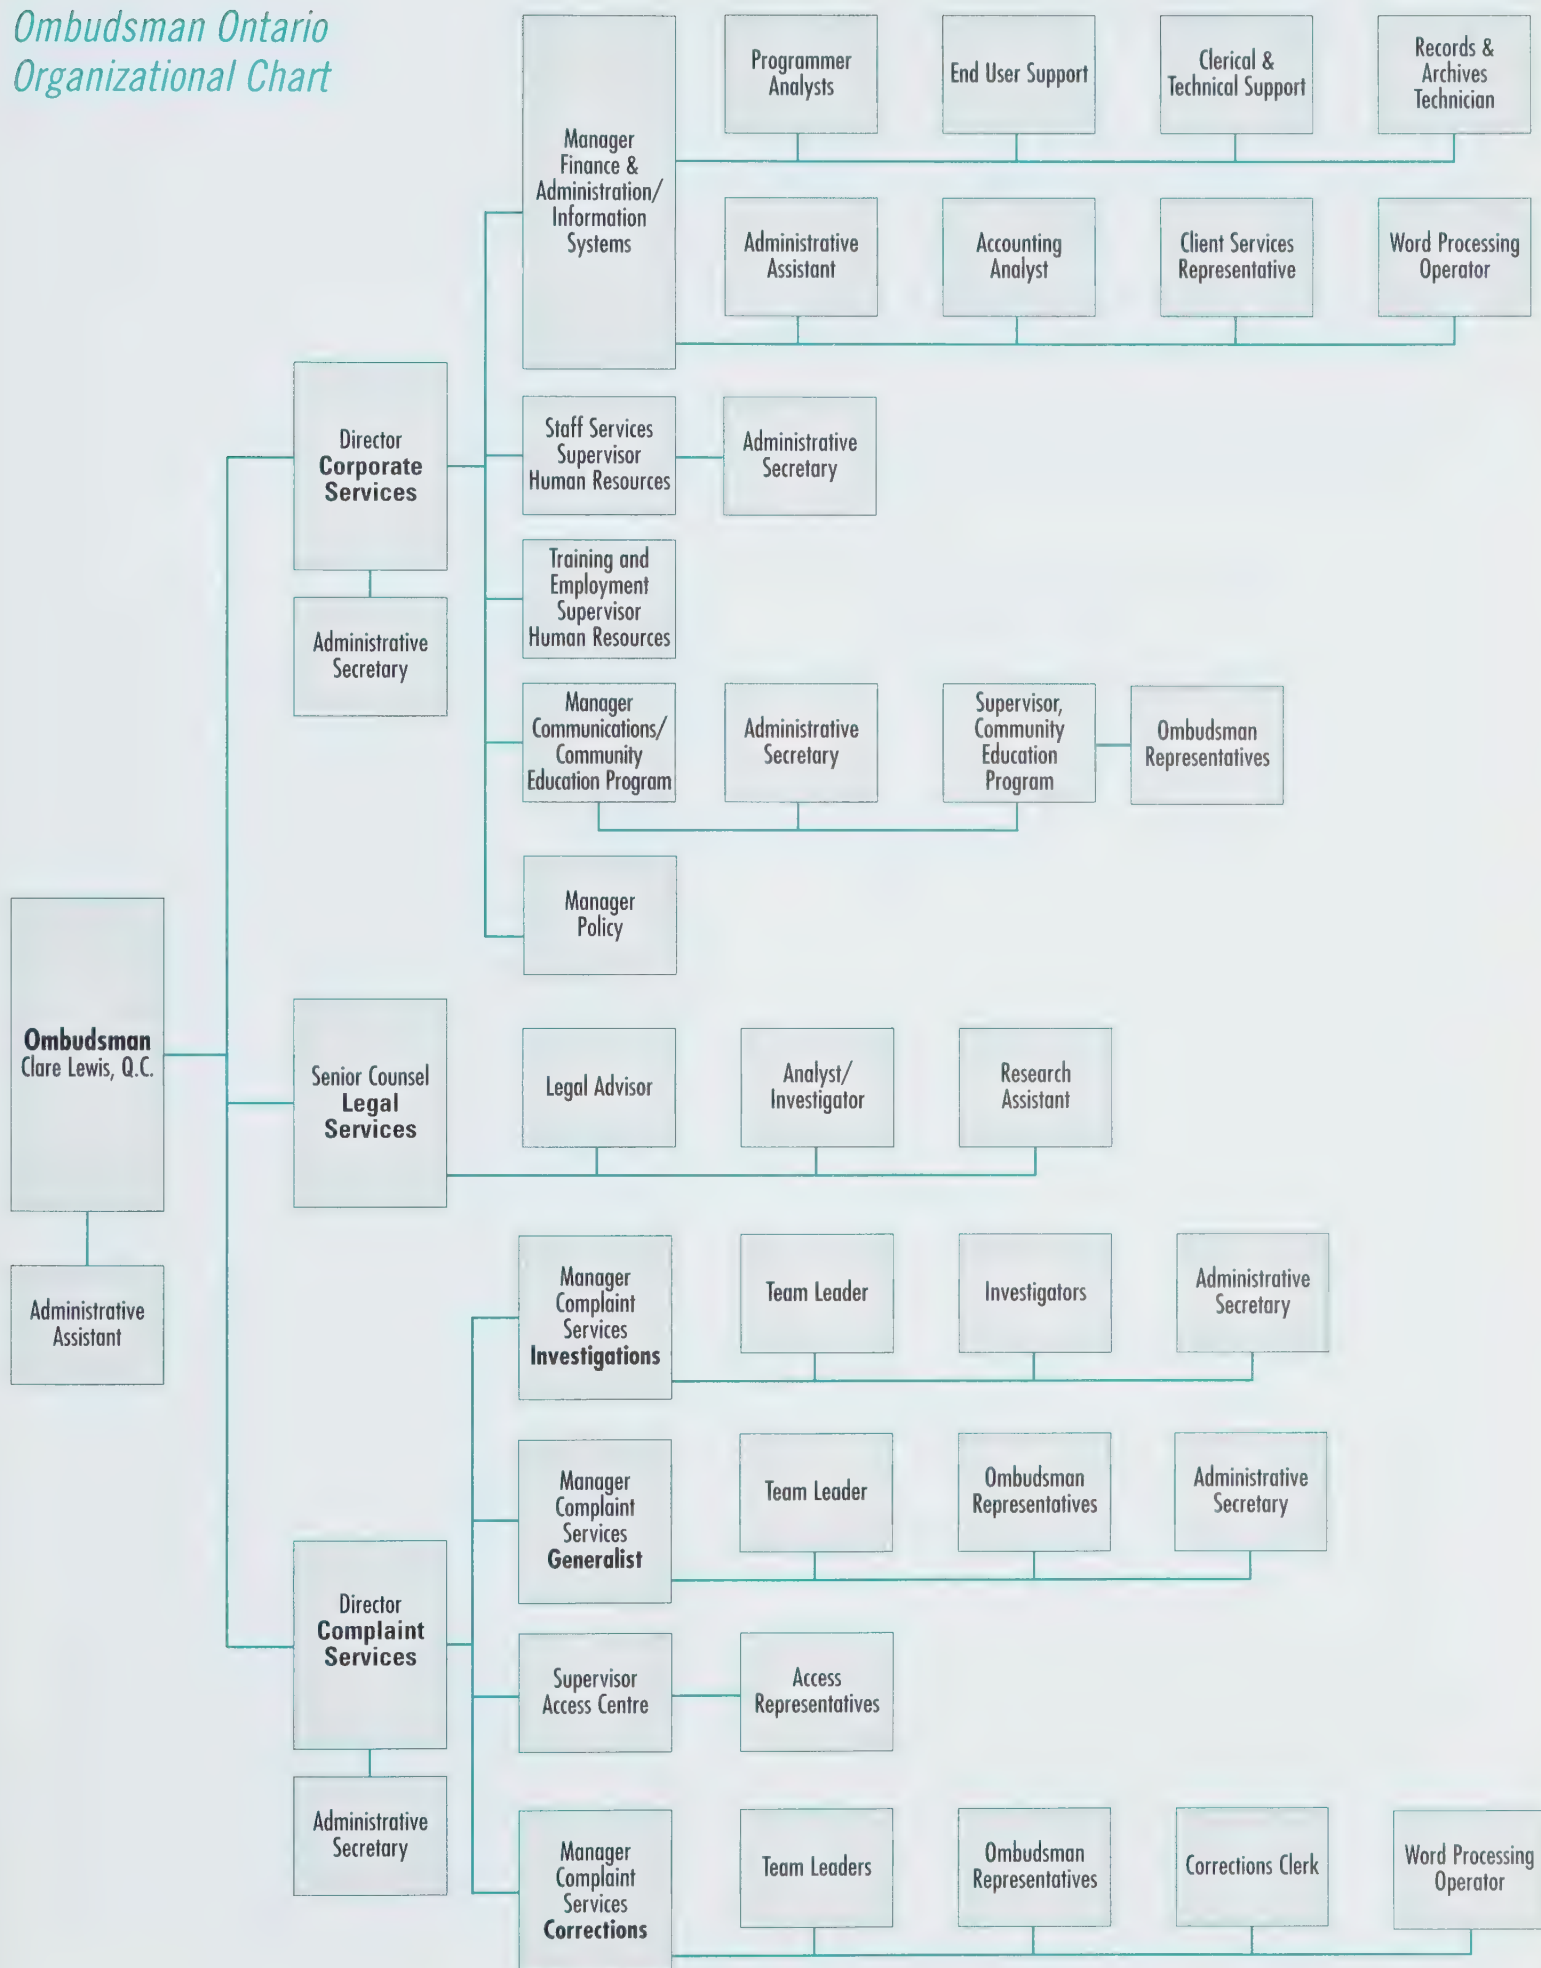 Ombudsman Ontario
Organizational Chart
Manager
Finance &
Administration/
Information
Systems
Programmer
Analysts
End User Support
Clerical &
Technical Support
Records &
Archives
Technician
Administrative
Assistant
Accounting
Analyst
Client Services
Representative
Word Processing
Operator
Director
Corporate
Services
Administrative
Secretary
Staff Services
Supervisor
Human Resources
Administrative
Secretary
Training and
Employment
Supervisor
Human Resources
Manager
Communications/
Community
Education Program
Administrative
Secretary
Supervisor,
Community
Education
Program
Ombudsman
Representatives
Manager
Policy
Ombudsman
Clare Lewis, Q.C.
Administrative
Assistant
Senior Counsel
Legal
Services
Legal Advisor
Analyst/
Investigator
Research
Assistant
Director
Complaint
Services
Administrative
Secretary
Manager
Complaint
Services
Investigations
Team Leader
Investigators
Administrative
Secretary
Manager
Complaint
Services
Generalist
Team Leader
Ombudsman
Representatives
Administrative
Secretary
Supervisor
Access Centre
Access
Representatives
Manager
Complaint
Services
Corrections
Team Leaders
Ombudsman
Representatives
Corrections Clerk
Word Processing
Operator